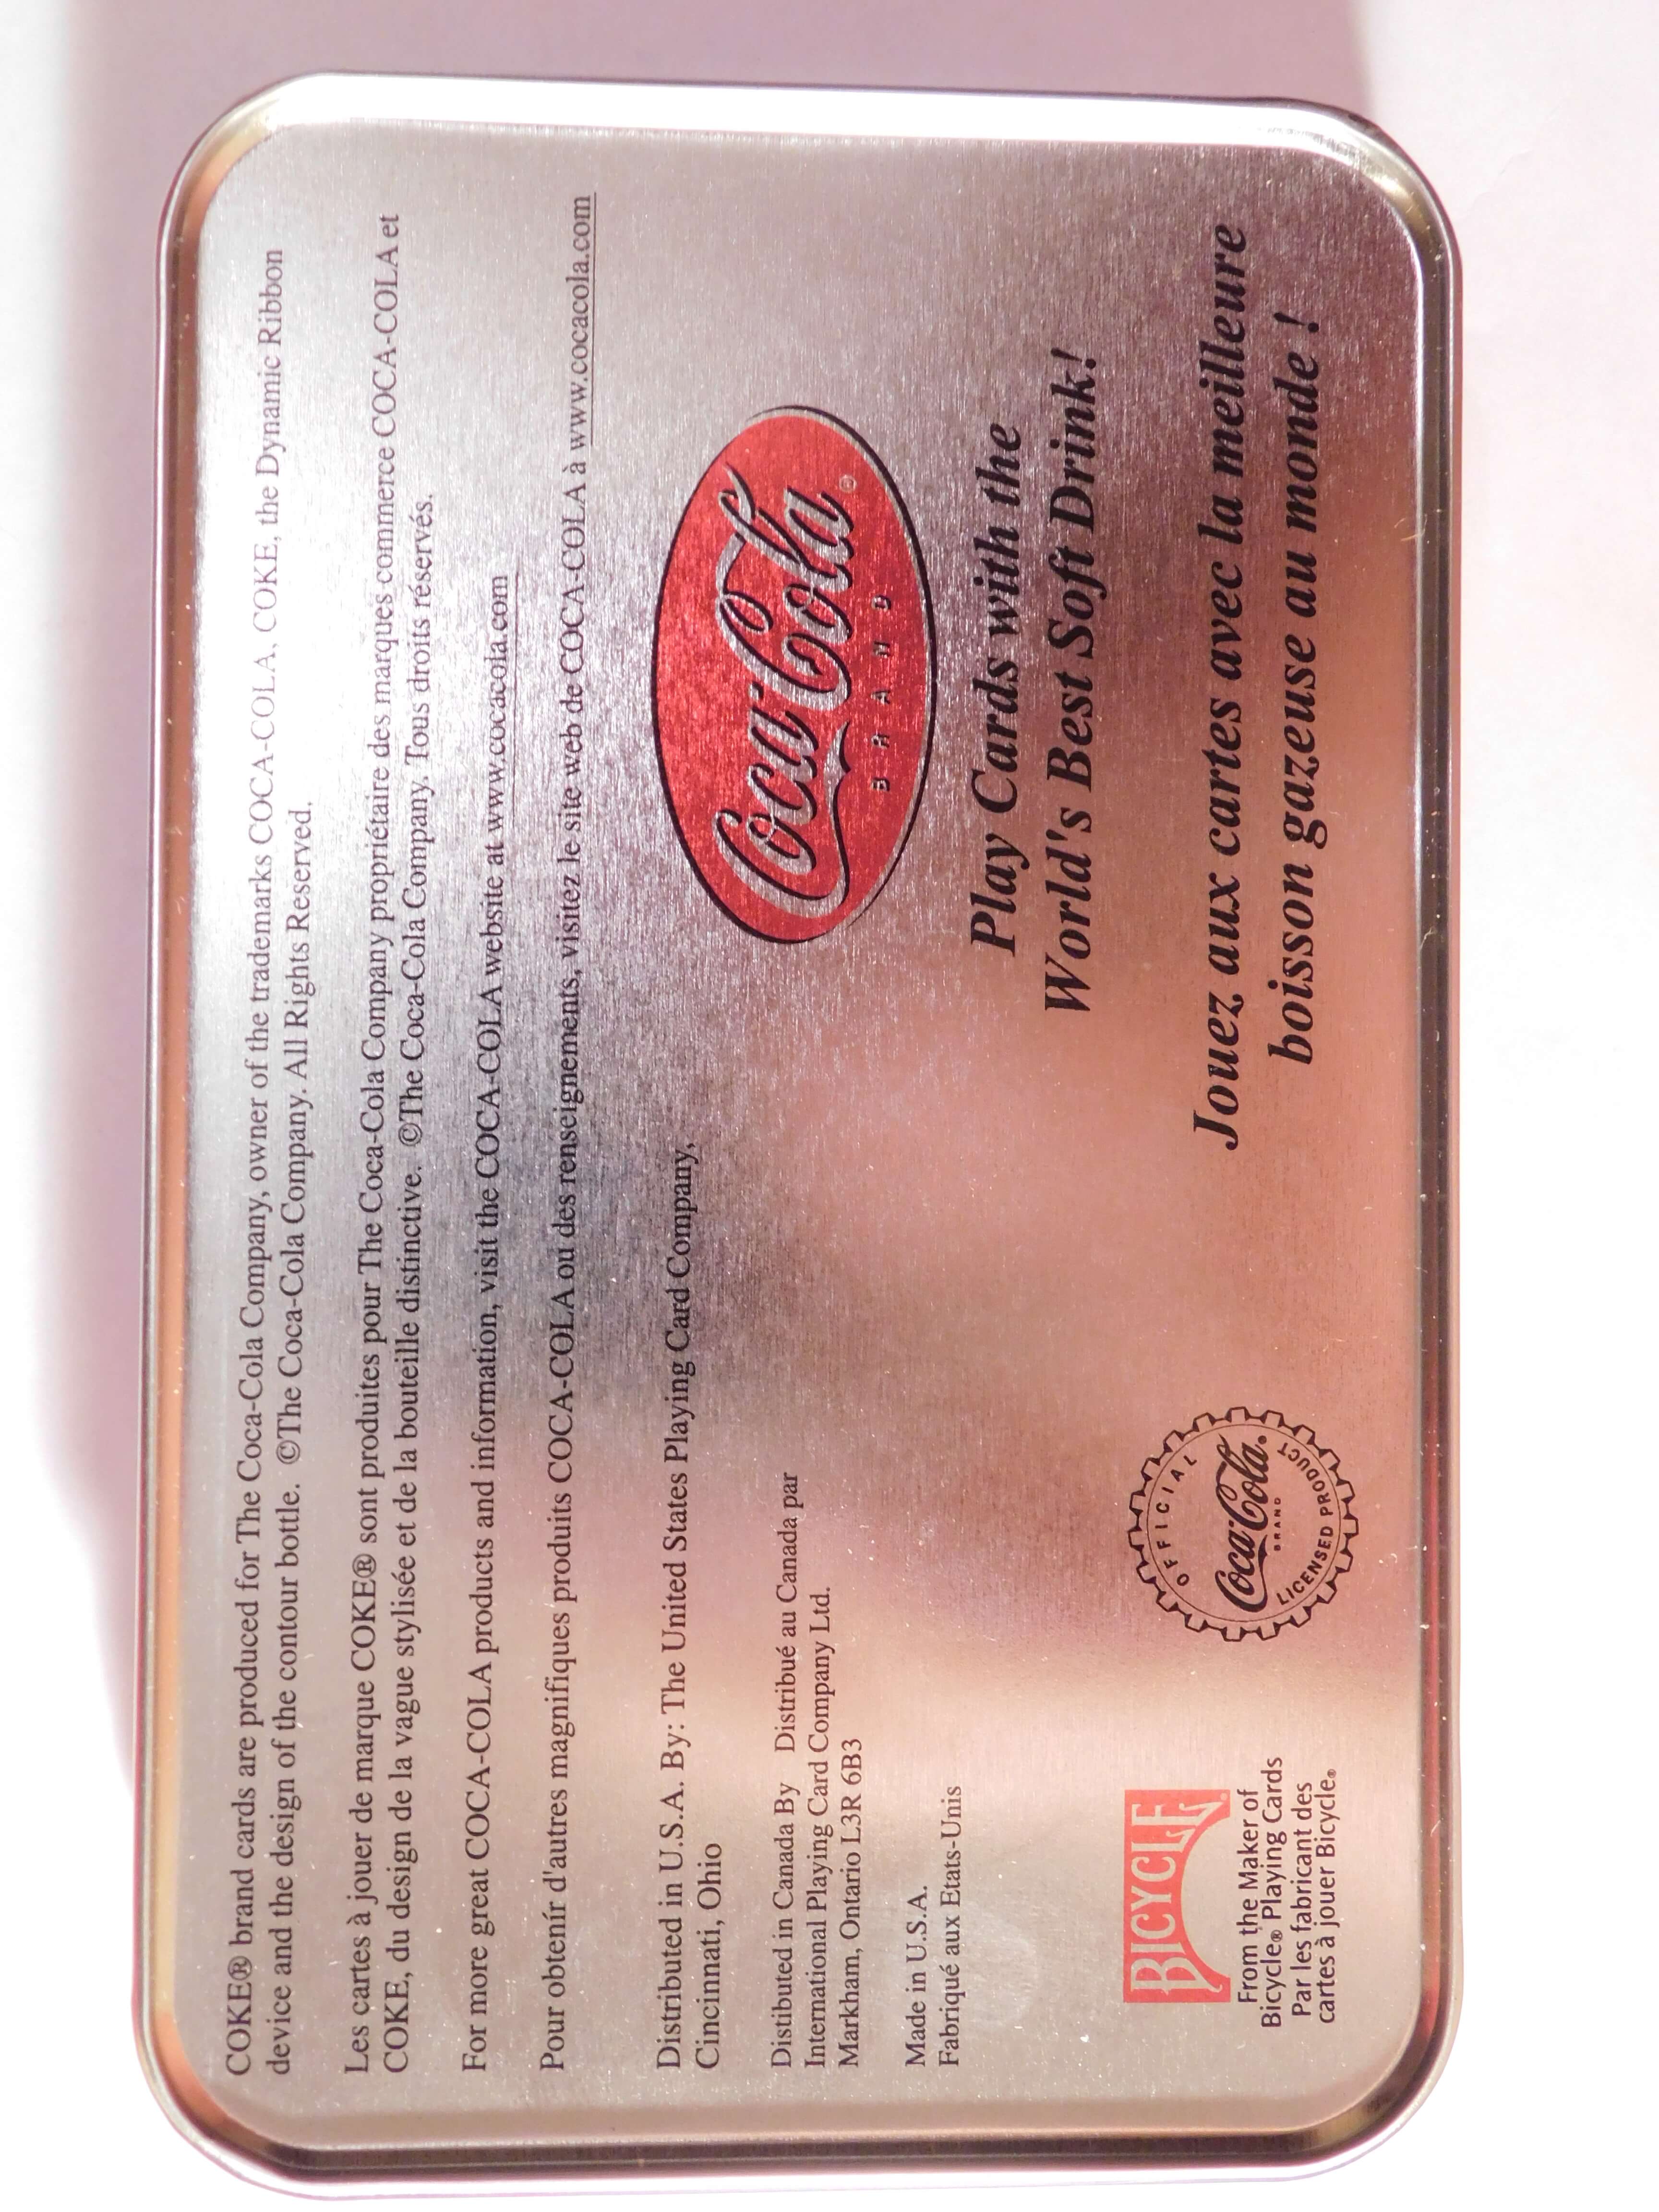 COKE® brand cards are produced for The Coca-Cola Company, owner of the trademarks COCA-COLA, COKE, the Dynamic Ribbon
device and the design of the contour bottle. ©The Coca-Cola Company. All Rights Reserved.
Les cartes à jouer de marque COKE® sont produites pour The Coca-Cola Company propriétaire des marques commerce COCA-COLA et
COKE, du design de la vague stylisée et de la bouteille distinctive. ©The Coca-Cola Company. Tous droits réservés.
For more great COCA-COLA products and information, visit the COCA-COLA website at www.cocacola.com
Pour obtenír d'autres magnifiques produits COCA-COLA ou des renseignements, visitez le site web de COCA-COLA à www.cocacola.com
Distributed in U.S.A. By: The United States Playing Card Company,
Cincinnati, Ohio
Distibuted in Canada By Distribué au Canada par
International Playing Card Company Ltd.
Markham, Ontario L3R 6B3
Made in U.S.A.
Fabriqué aux Etats-Unis
Coca-Cola®
BRAND
Play Cards with the
World's Best Soft Drink!
Jouez aux cartes avec la meilleure
boisson gazeuse au monde !
BICYCLE®
From the Maker of
Bicycle® Playing Cards
Par les fabricant des
cartes à jouer Bicycle®
OFFICIAL
Coca-Cola®
BRAND
LICENSED PRODUCT